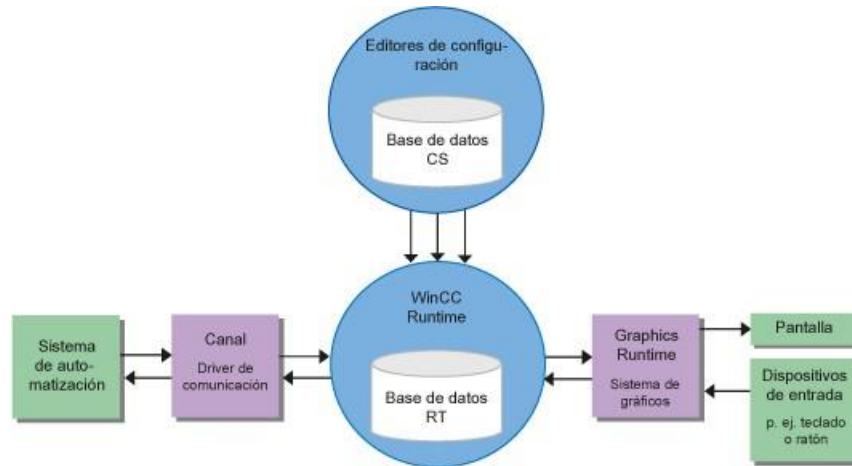 Editores de configu-
ración
Base de datos
CS
WinCC
Runtime
Base de datos
RT
Sistema
de auto-
matización
Canal
Driver de
comunicación
Graphics
Runtime
Sistema de
gráficos
Pantalla
Dispositivos
de entrada
p. ej. teclado
o ratón